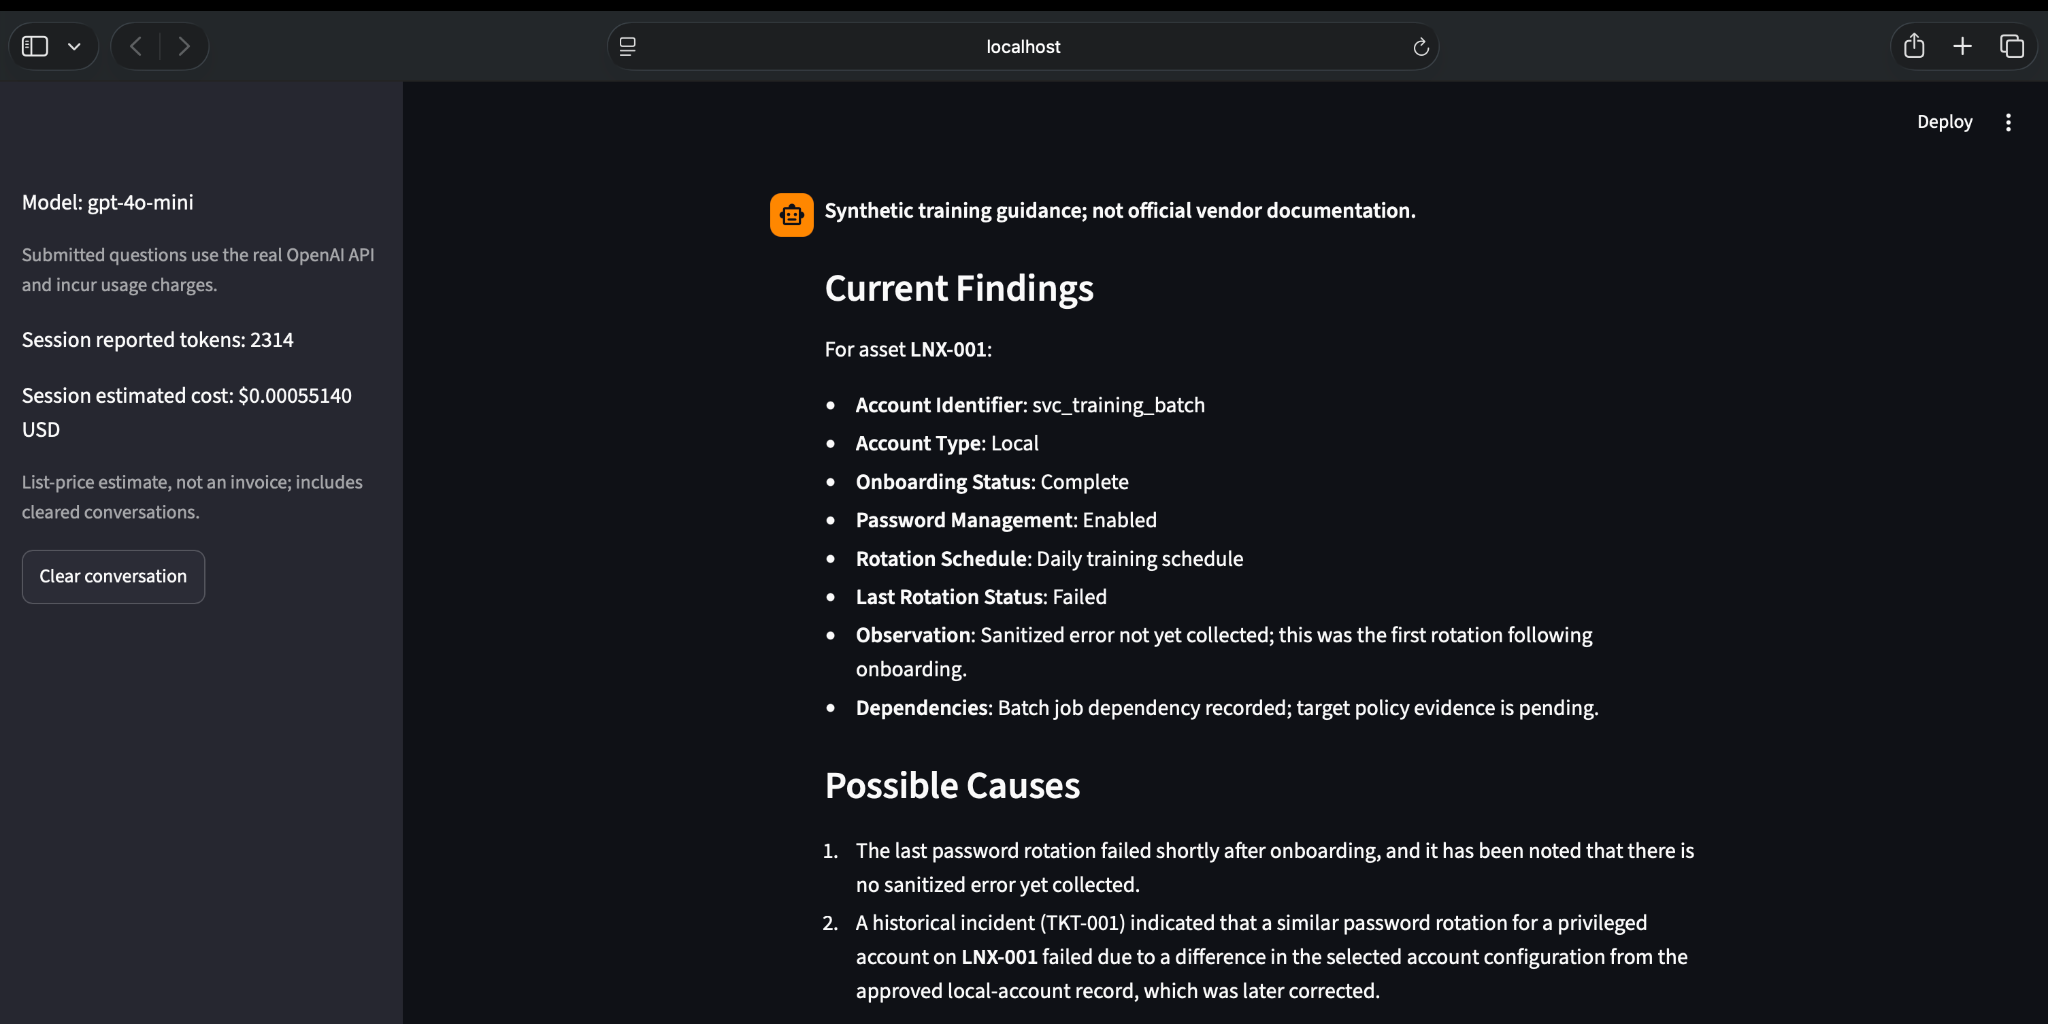 localhost
Deploy
Model: gpt-4o-mini
Submitted questions use the real OpenAI API
and incur usage charges.
Session reported tokens: 2314
Session estimated cost: $0.00055140
USD
List-price estimate, not an invoice; includes
cleared conversations.
Clear conversation
Synthetic training guidance; not official vendor documentation.
Current Findings
For asset LNX-001:
• Account Identifier: svc_training_batch
• Account Type: Local
• Onboarding Status: Complete
• Password Management: Enabled
• Rotation Schedule: Daily training schedule
• Last Rotation Status: Failed
• Observation: Sanitized error not yet collected; this was the first rotation following
onboarding.
• Dependencies: Batch job dependency recorded; target policy evidence is pending.
Possible Causes
1. The last password rotation failed shortly after onboarding, and it has been noted that there is
no sanitized error yet collected.
2. A historical incident (TKT-001) indicated that a similar password rotation for a privileged
account on LNX-001 failed due to a difference in the selected account configuration from the
approved local-account record, which was later corrected.